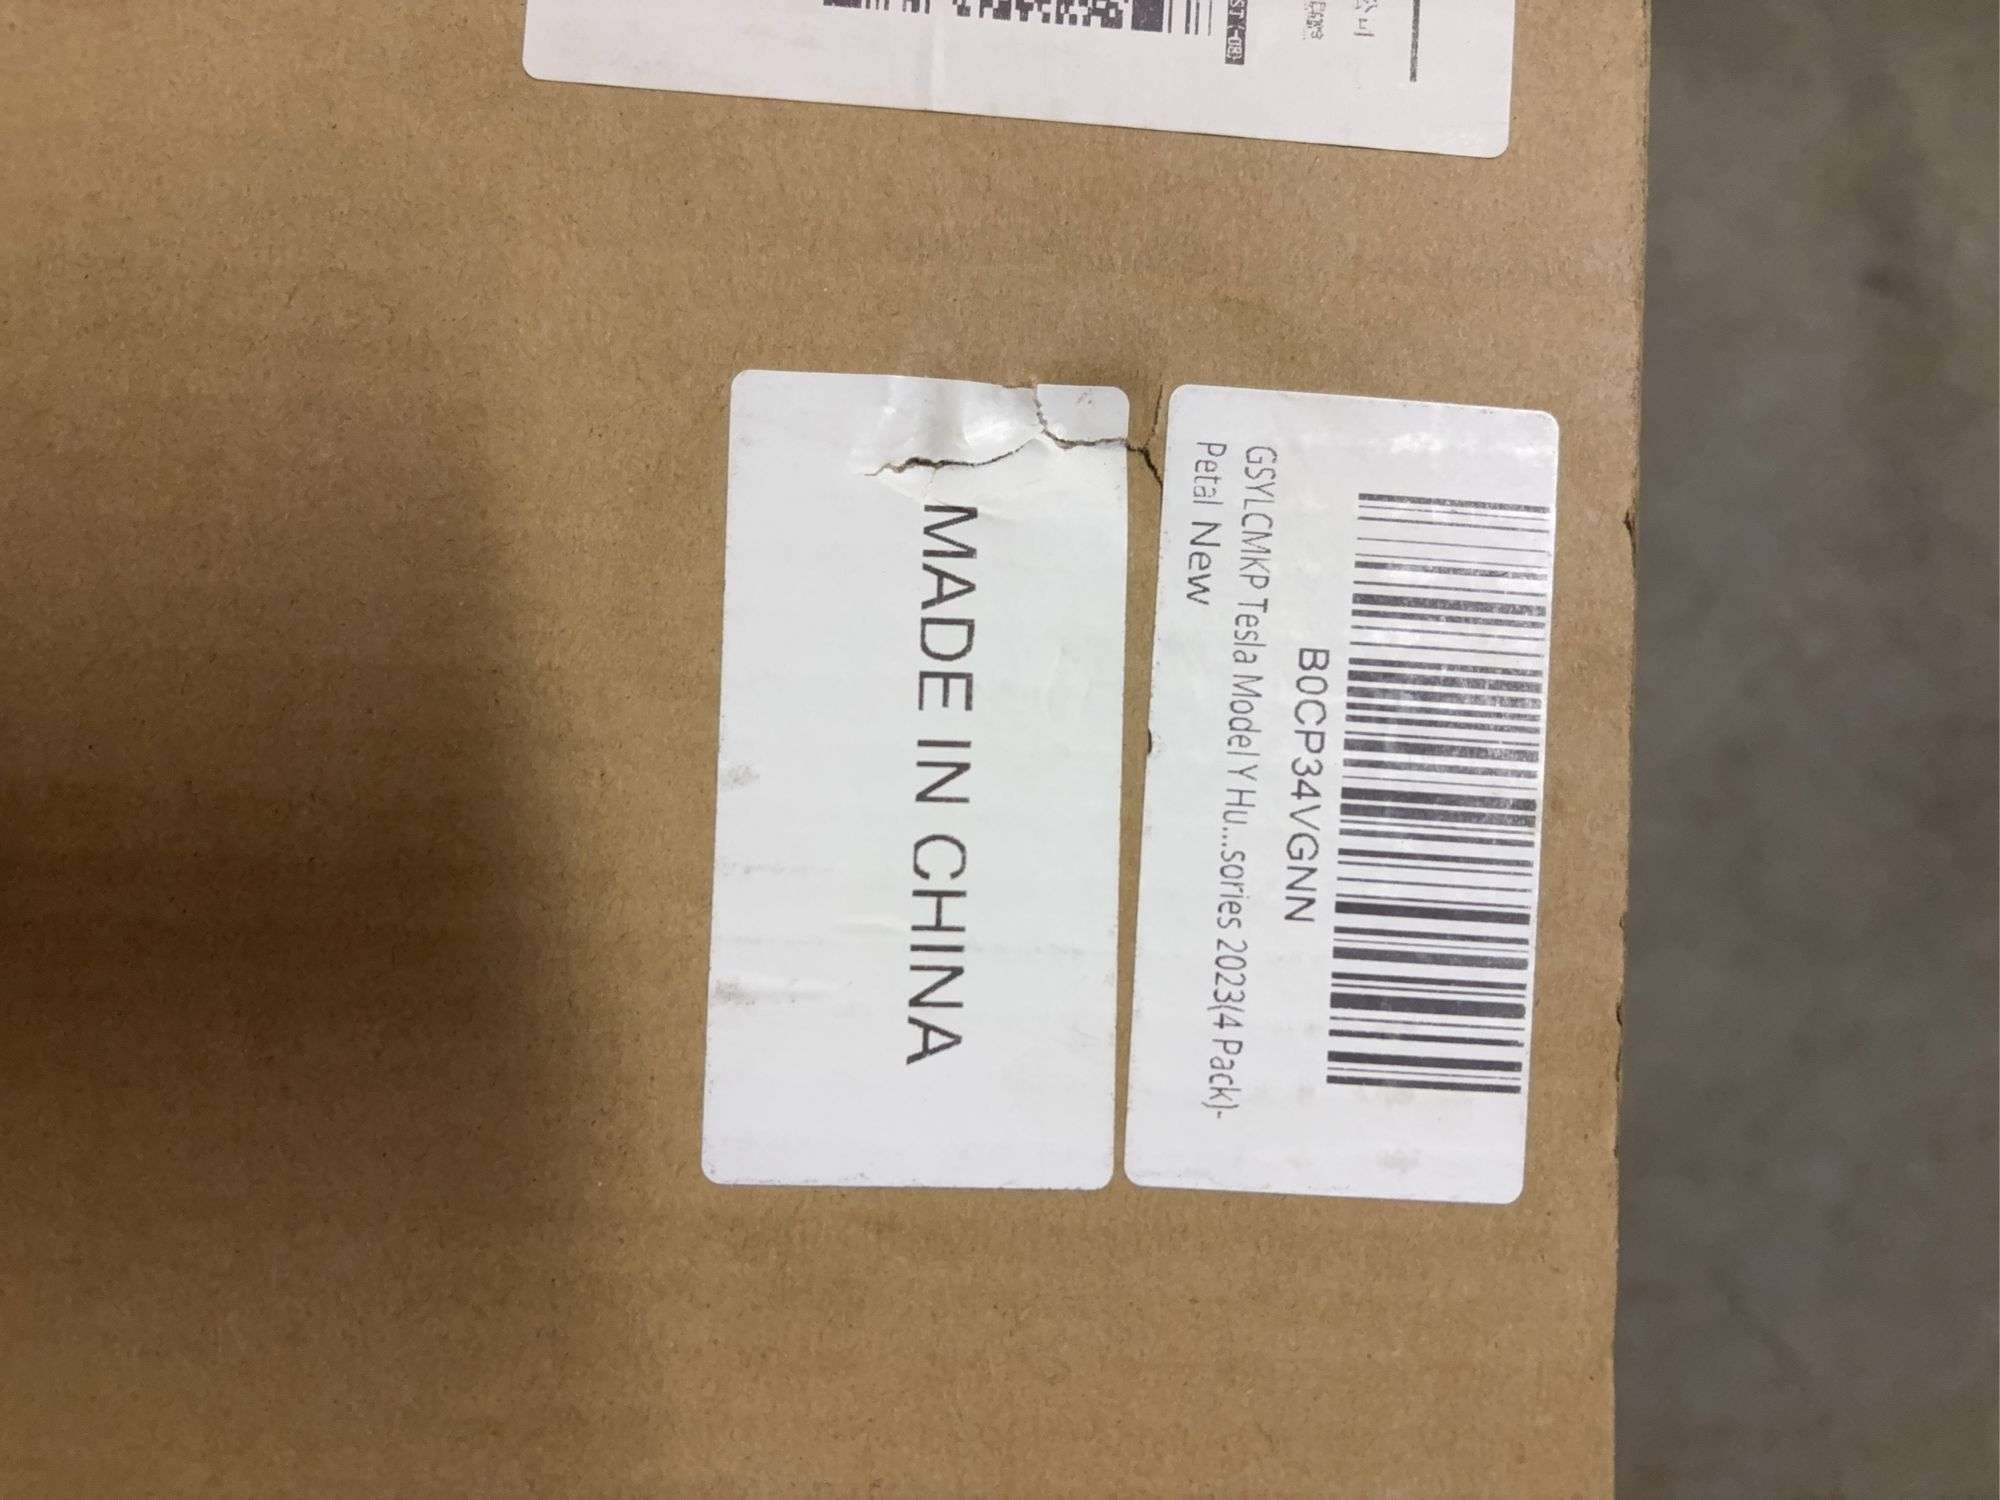 B0CP34VGNN
GSYLCMKP Tesla Model Y Hu...sories 2023(4 Pack)-
Petal New
MADE IN CHINA